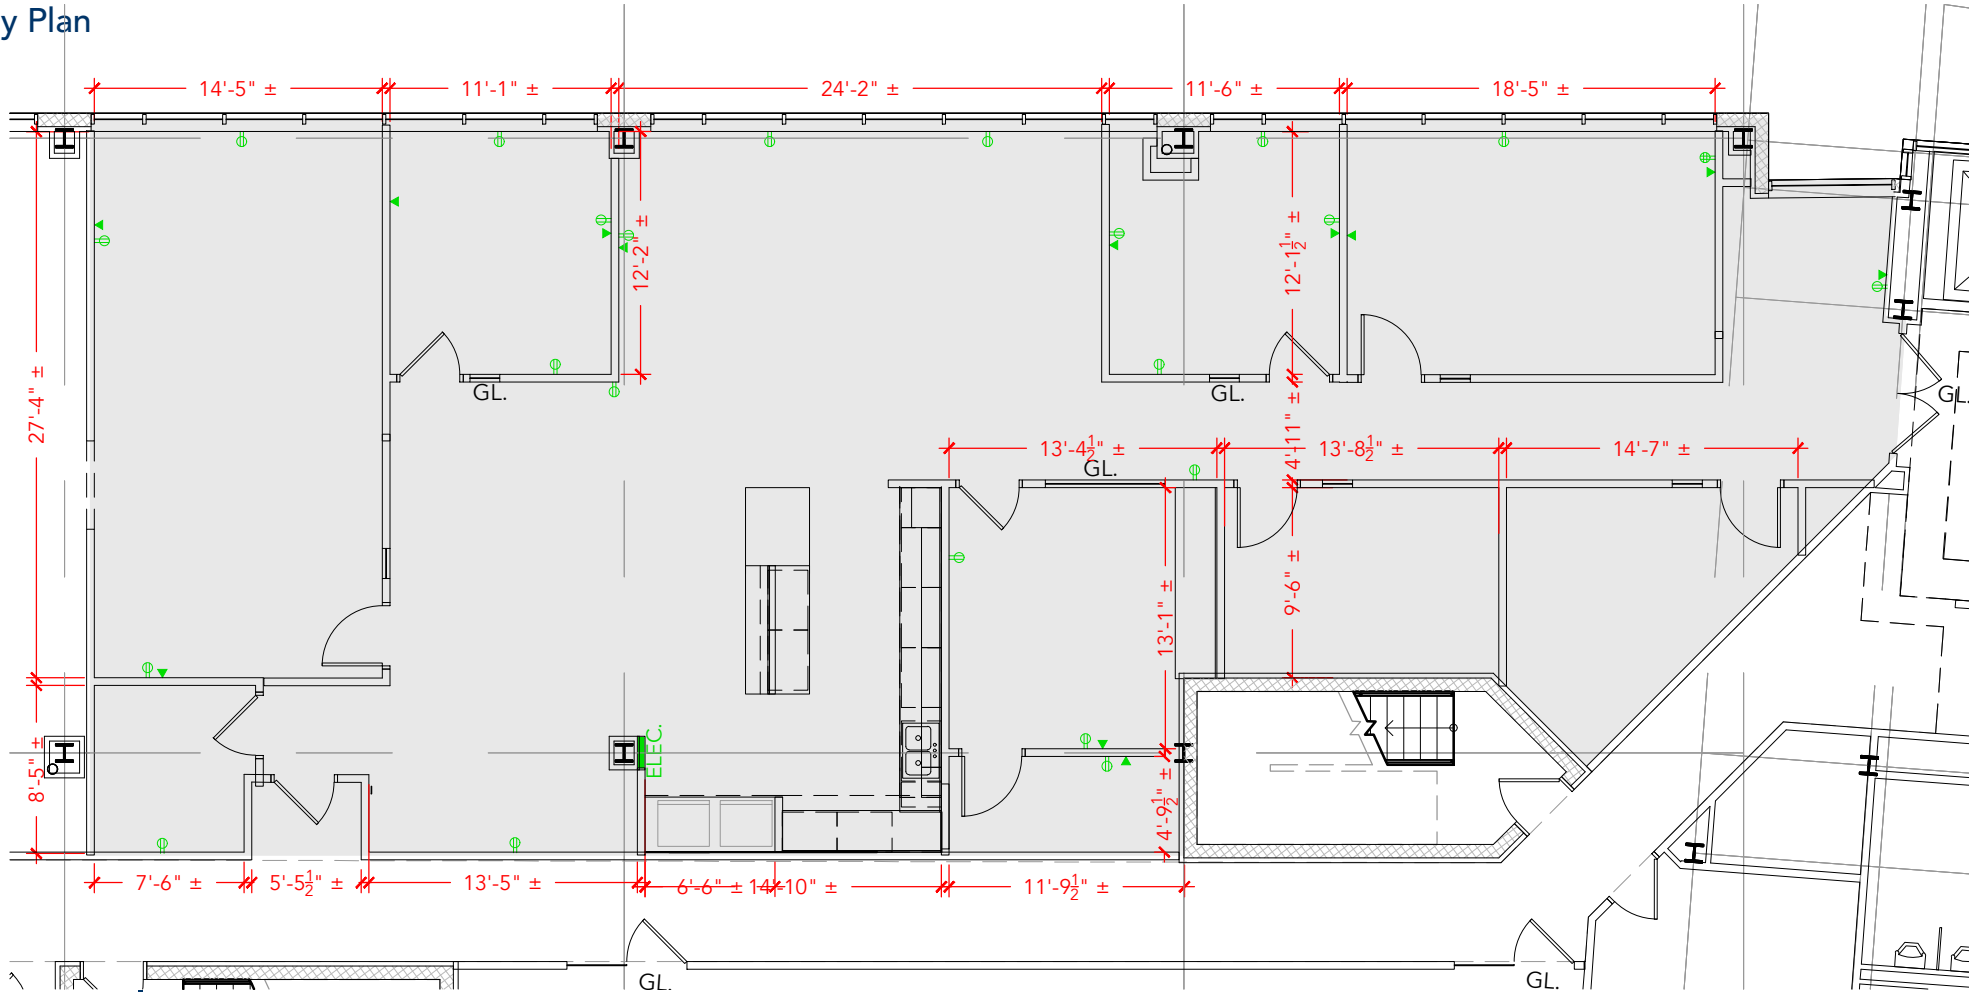 y Plan
14'-5" ±
11'-1" ±
24'-2" ±
11'-6" ±
18'-5" ±
12'-2" ±
12'-1½" ±
27'-4" ±
GL.
GL.
GL.
4'-11" ±
13'-4½" ±
13'-8½" ±
14'-7" ±
GL.
13'-1" ±
9'-6" ±
ELEC.
8'-5" ±
4'-9½" ±
7'-6" ±
5'-5½" ±
13'-5" ±
6'-6" ±
14'-10" ±
11'-9½" ±
GL.
GL.